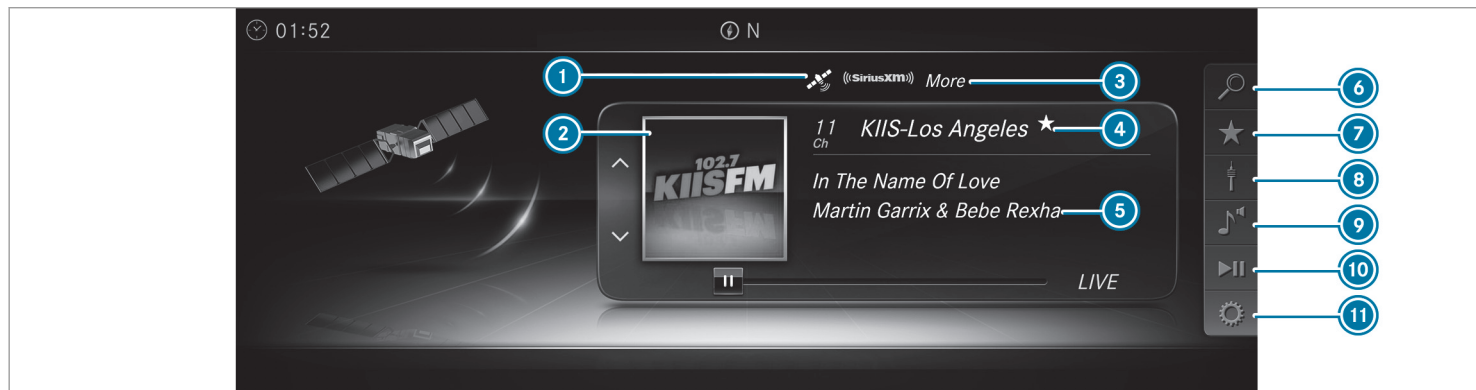 01:52
N
1
((SiriusXM))
More
3
2
102.7
KIISFM
11
Ch
KIIS-Los Angeles
4
In The Name Of Love
Martin Garrix & Bebe Rexha
5
LIVE
6
7
8
9
10
11